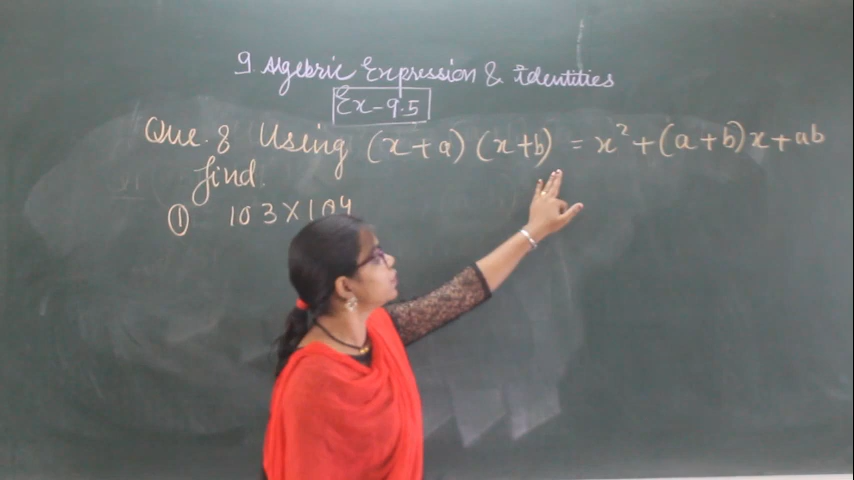 9. Algebric Expression & Identities
Ex-9.5
Que. 8 Using (x+a) (x+b) = x²+(a+b)x+ab
find.
① 103×104